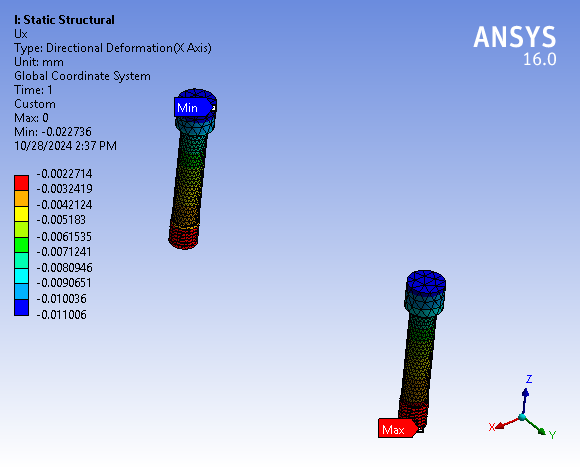 I: Static Structural
Ux
Type: Directional Deformation(X Axis)
Unit: mm
Global Coordinate System
Time: 1
Custom
Max: 0
Min: -0.022736
10/28/2024 2:37 PM
ANSYS
16.0
-0.0022714
-0.0032419
-0.0042124
-0.005183
-0.0061535
-0.0071241
-0.0080946
-0.0090651
-0.010036
-0.011006
Min
Max
Z
X
Y